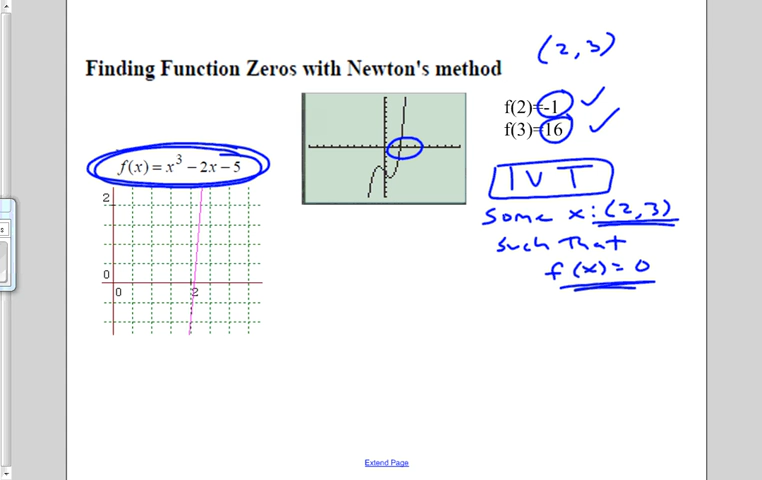 (2,3)
Finding Function Zeros with Newton's method
f(2)=-1 ✓
f(3)=16 ✓
f(x) = x³ − 2x − 5
IVT
Some x: (2,3)
such that
f(x) = 0
2
0
0 2
s
Extend Page